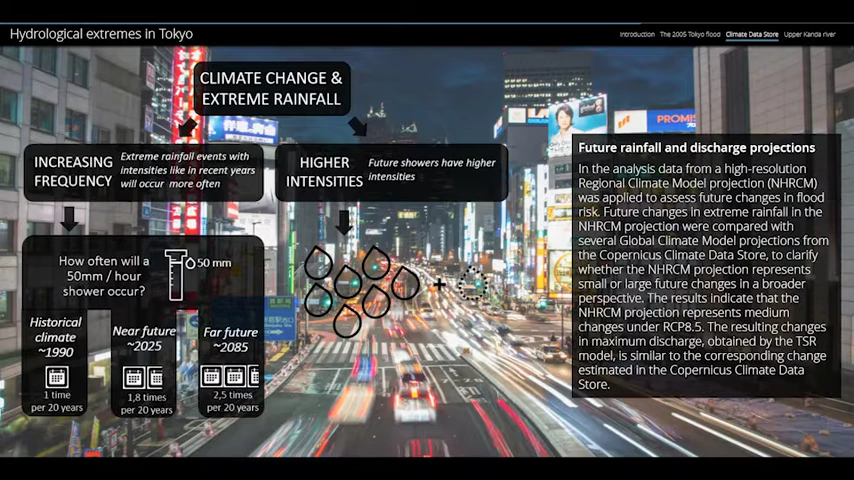 Hydrological extremes in Tokyo
Introduction The 2005 Tokyo flood Climate Data Store Upper Kanda river
CLIMATE CHANGE &
EXTREME RAINFALL
INCREASING
FREQUENCY
Extreme rainfall events with
intensities like in recent years
will occur more often
HIGHER
INTENSITIES
Future showers have higher
intensities
How often will a
50mm / hour
shower occur?
50 mm
Historical
climate
~1990
1 time
per 20 years
Near future
~2025
1,8 times
per 20 years
Far future
~2085
2,5 times
per 20 years
PROMIS
Future rainfall and discharge projections
In the analysis data from a high-resolution
Regional Climate Model projection (NHRCM)
was applied to assess future changes in flood
risk. Future changes in extreme rainfall in the
NHRCM projection were compared with
several Global Climate Model projections from
the Copernicus Climate Data Store, to clarify
whether the NHRCM projection represents
small or large future changes in a broader
perspective. The results indicate that the
NHRCM projection represents medium
changes under RCP8.5. The resulting changes
in maximum discharge, obtained by the TSR
model, is similar to the corresponding change
estimated in the Copernicus Climate Data
Store.